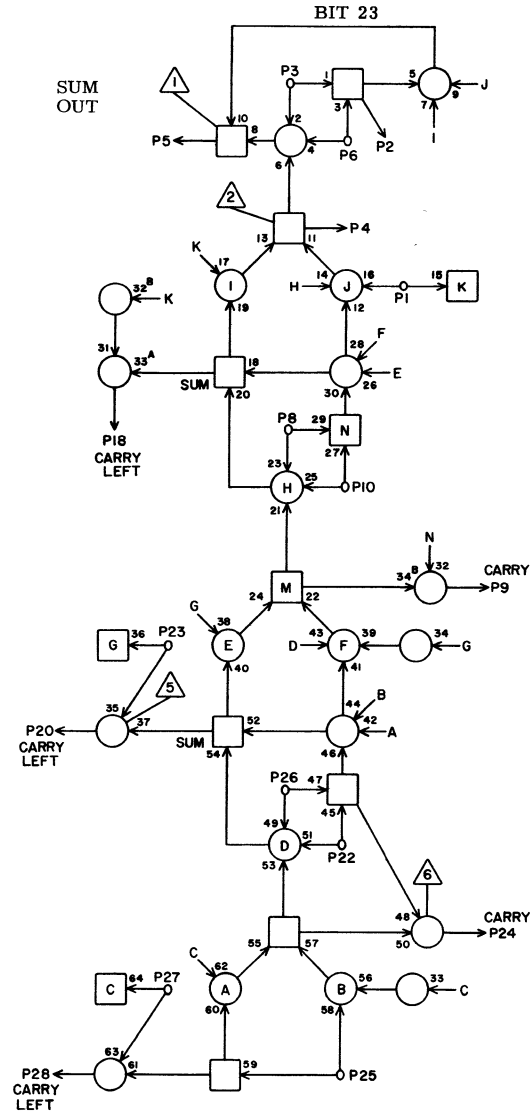 BIT 23
1
P3
1
5
J
SUM
OUT
3
9
7
10
2
I
P5
8
4
P6
P2
6
2
P4
13
11
K
17
14
16
15
32B
K
I
H
J
P1
K
19
12
31
28
F
33A
18
SUM
20
30
26
E
P18
CARRY
LEFT
P8
29
N
27
23
H
25
P10
21
N
34B
32
CARRY
P9
M
24
22
G
38
43
39
34
G
36
P23
E
D
F
G
40
41
35
5
44
B
P20
37
52
42
A
CARRY
LEFT
SUM
54
46
P26
47
45
49
D
51
P22
53
6
48
CARRY
50
P24
55
57
C
62
C
64
P27
A
B
56
33
C
60
58
63
P28
61
59
P25
CARRY
LEFT